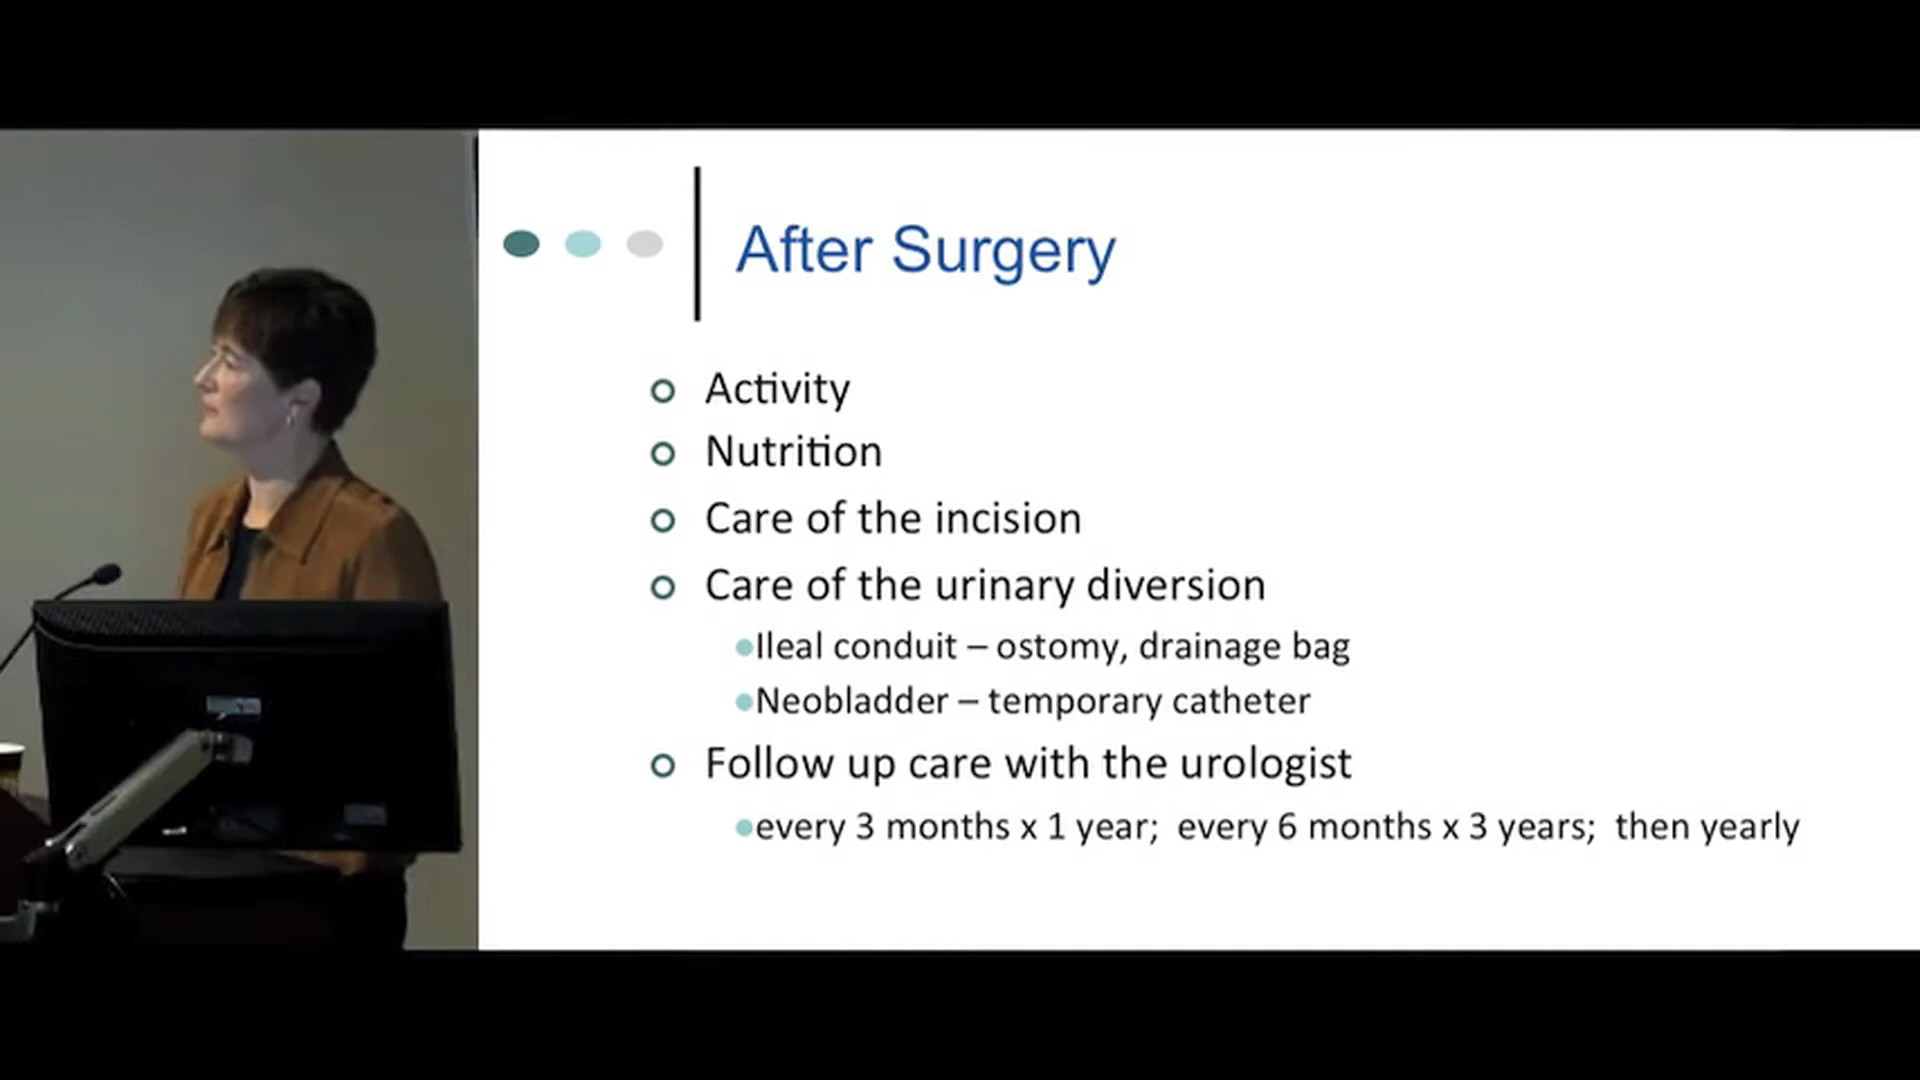 After Surgery
Activity
Nutrition
Care of the incision
Care of the urinary diversion
Ileal conduit – ostomy, drainage bag
Neobladder – temporary catheter
Follow up care with the urologist
every 3 months x 1 year; every 6 months x 3 years; then yearly